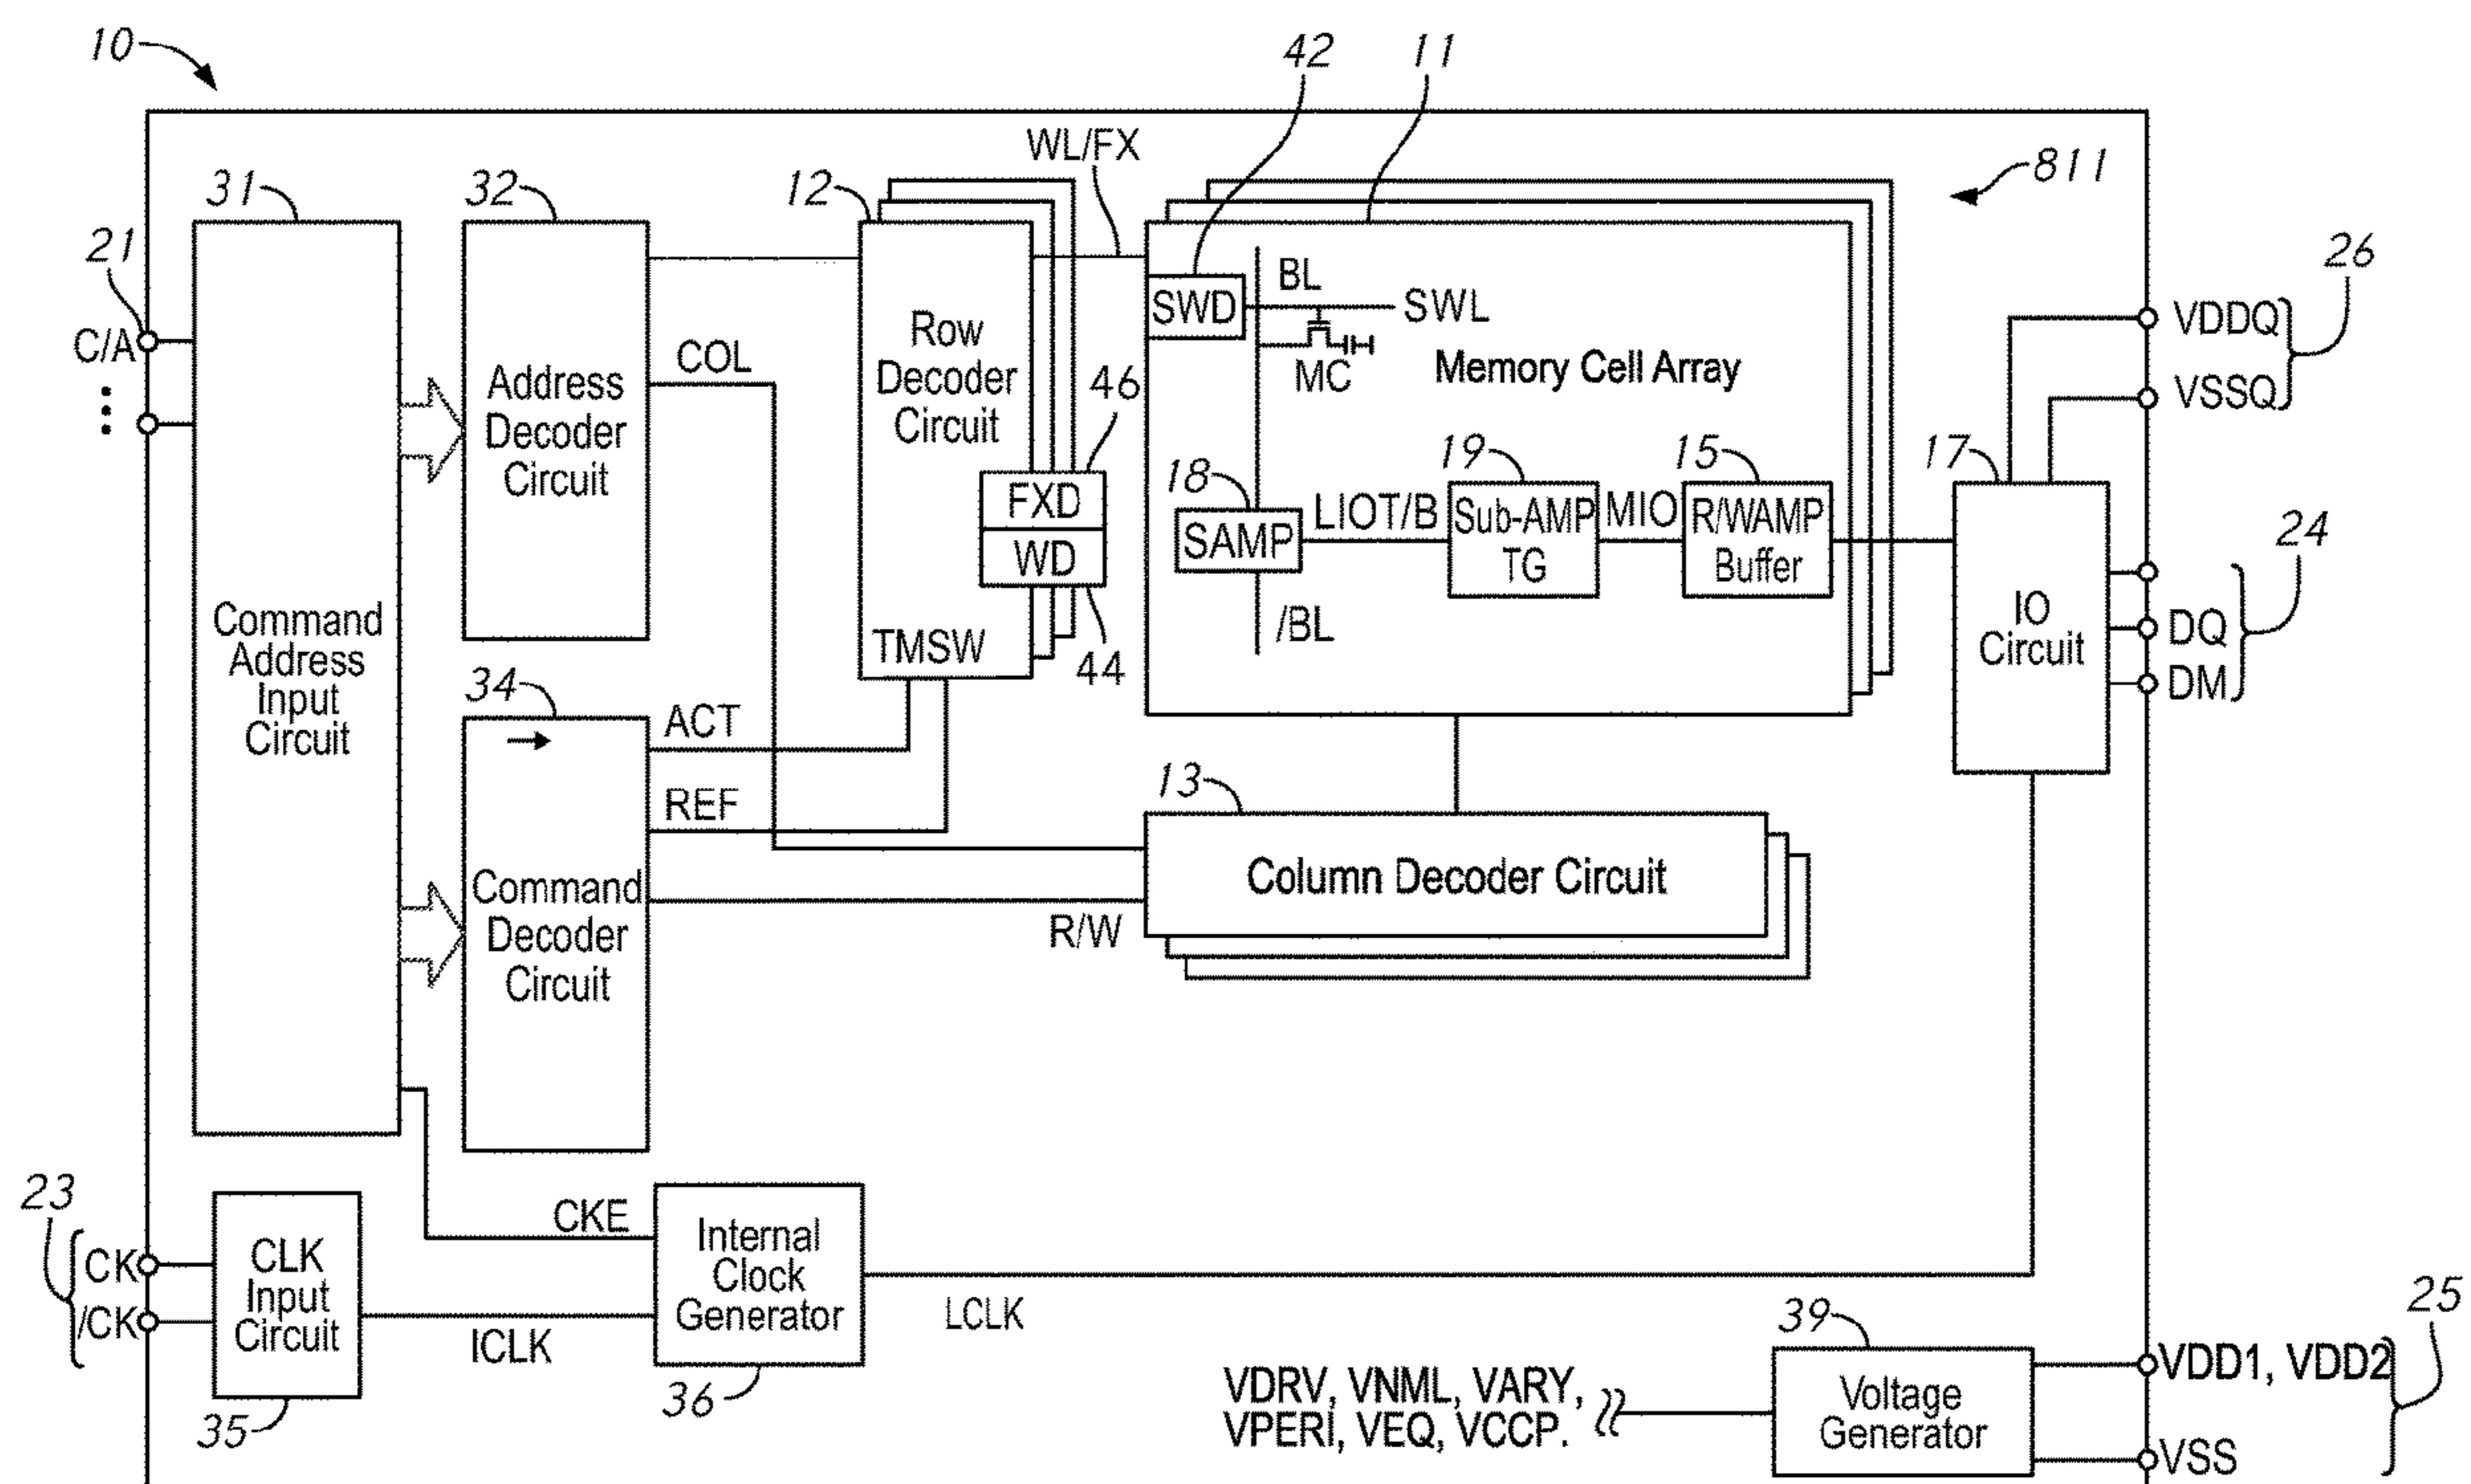 10
42
11
WL/FX
811
31
32
12
21
26
C/A
BL
SWD
SWL
VDDQ
MC
Memory Cell Array
VSSQ
COL
Row
Decoder
Circuit
Address
Decoder
Circuit
46
FXD
WD
44
TMSW
18
19
15
17
SAMP
LIOT/B
Sub-AMP
TG
MIO
R/WAMP
Buffer
/BL
24
IO
Circuit
DQ
DM
Command
Address
Input
Circuit
34
ACT
REF
13
Command
Decoder
Circuit
Column Decoder Circuit
R/W
23
CK
/CK
CLK
Input
Circuit
35
CKE
ICLK
Internal
Clock
Generator
36
LCLK
39
25
VDRV, VNML, VARY,
VPERI, VEQ, VCCP.
Voltage
Generator
VDD1, VDD2
VSS